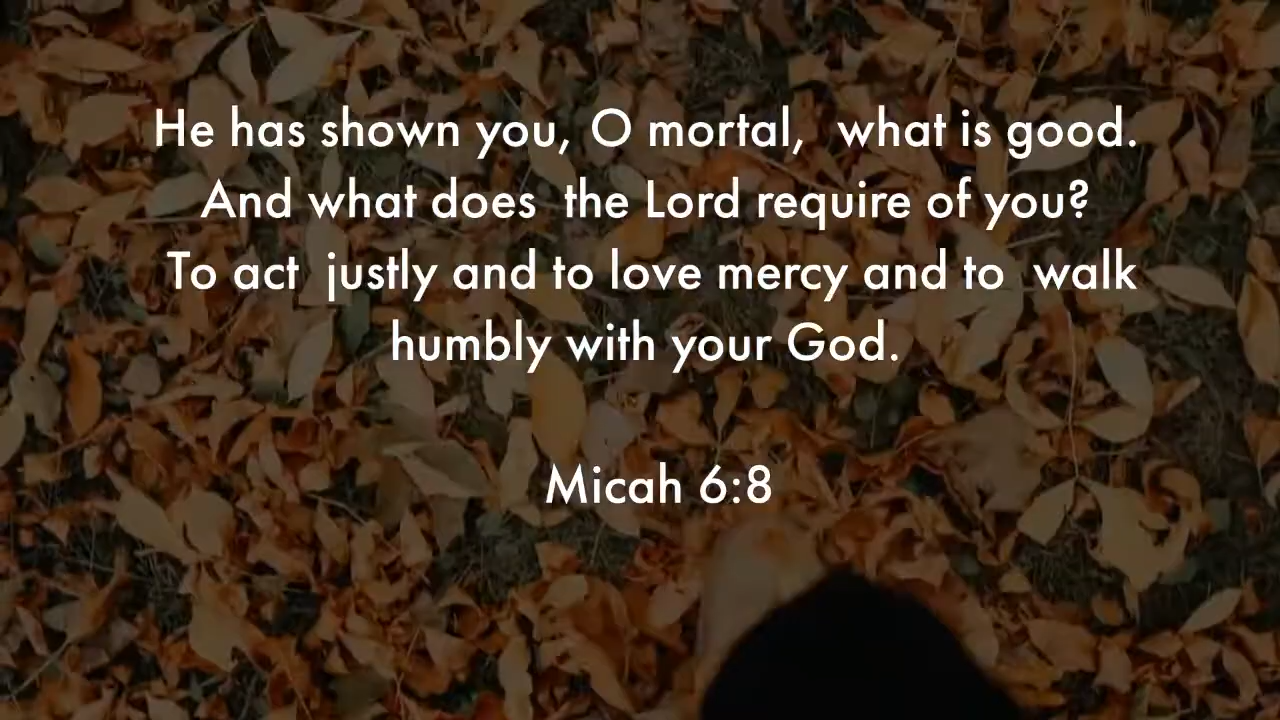 He has shown you, O mortal,  what is good.
And what does  the Lord require of you?
To act  justly and to love mercy and to  walk
humbly with your God.
Micah 6:8